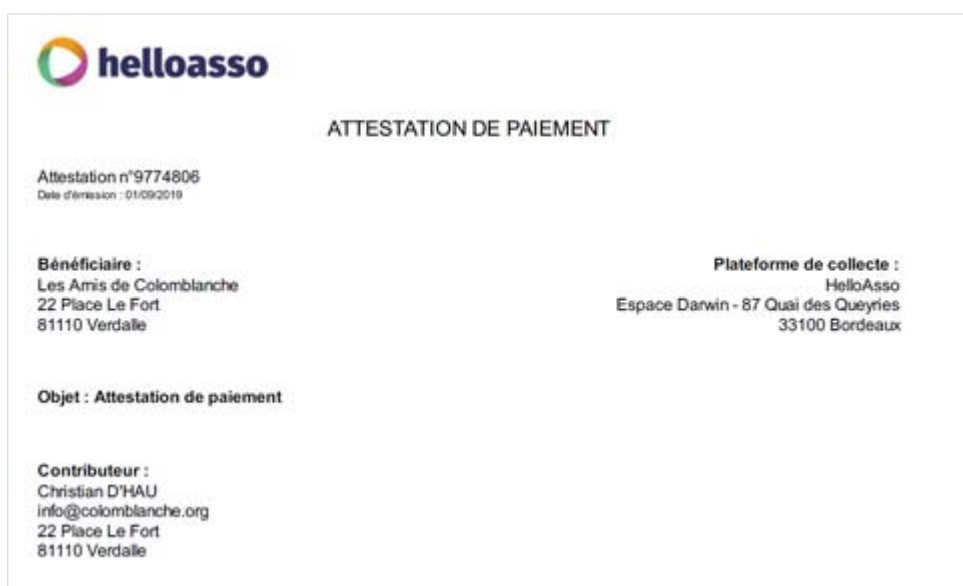 helloasso
ATTESTATION DE PAIEMENT
Attestation n°9774806
Date d'émission : 01/09/2019
Bénéficiaire :
Les Amis de Colomblanche
22 Place Le Fort
81110 Verdalle
Plateforme de collecte :
HelloAsso
Espace Darwin - 87 Quai des Queyries
33100 Bordeaux
Objet : Attestation de paiement
Contributeur :
Christian D'HAU
info@colomblanche.org
22 Place Le Fort
81110 Verdalle